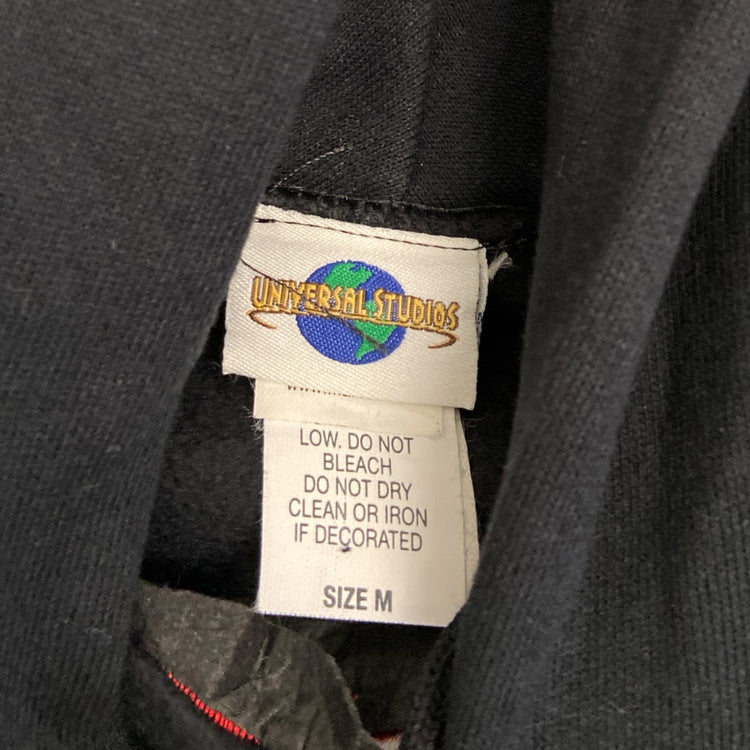 UNIVERSAL STUDIOS
LOW. DO NOT
BLEACH
DO NOT DRY
CLEAN OR IRON
IF DECORATED
SIZE M